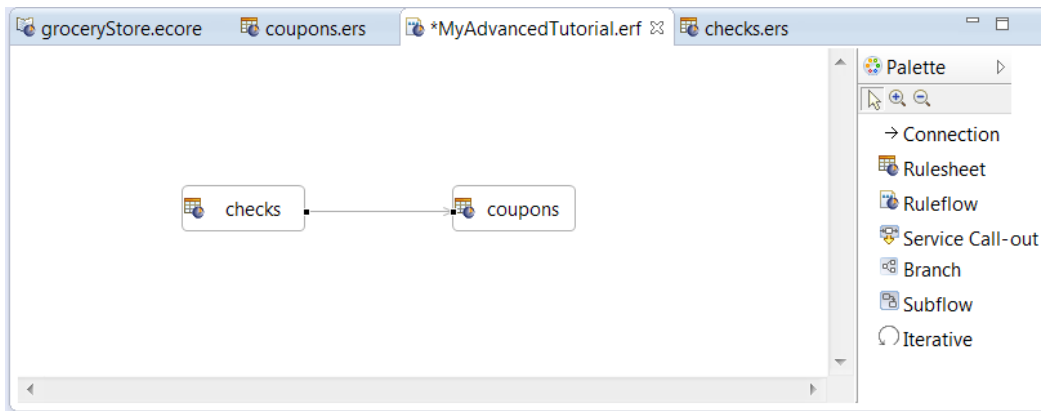 groceryStore.ecore coupons.ers *MyAdvancedTutorial.erf checks.ers
Palette
Connection
Rulesheet
checks coupons
Ruleflow
Service Call-out
Branch
Subflow
Iterative